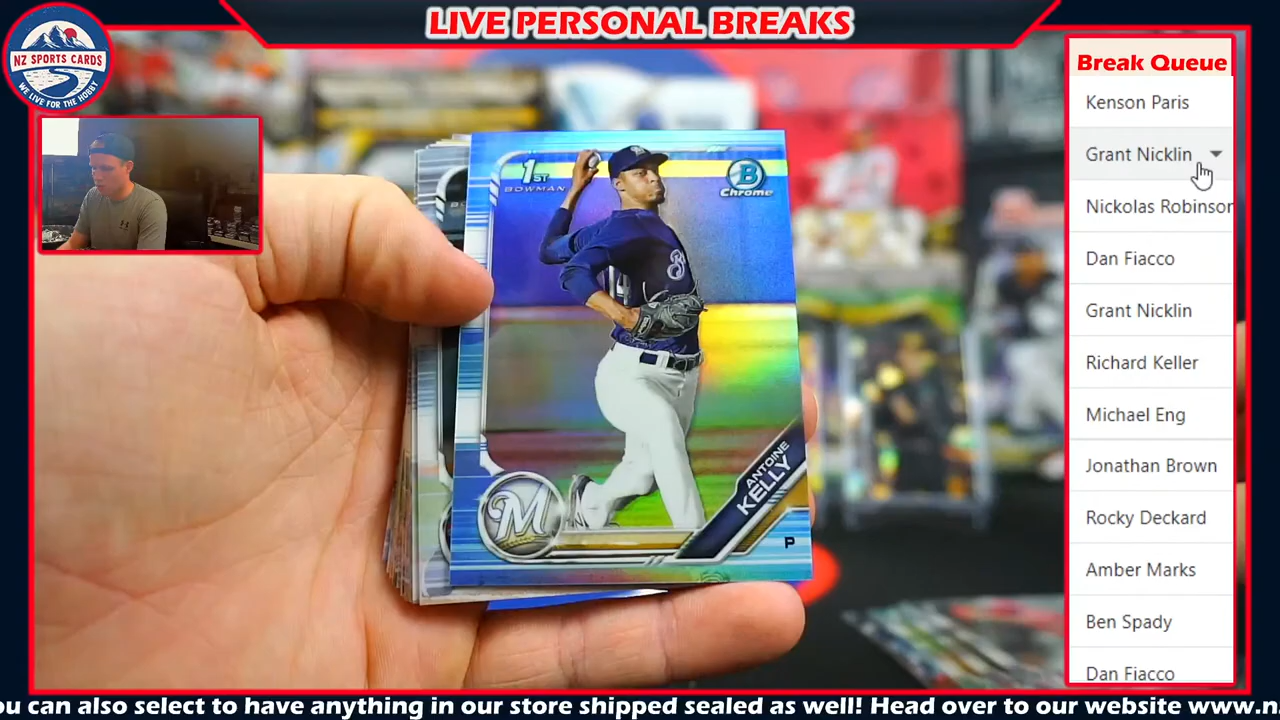 LIVE PERSONAL BREAKS
NZ SPORTS CARDS
WE LIVE FOR THE HOBBY
Break Queue
Kenson Paris
Grant Nicklin
Nickolas Robinson
Dan Fiacco
Grant Nicklin
Richard Keller
Michael Eng
Jonathan Brown
Rocky Deckard
Amber Marks
Ben Spady
Dan Fiacco
1ST
BOWMAN
B
Chrome
B
M
ANTOINE
KELLY
P
ou can also select to have anything in our store shipped sealed as well! Head over to our website www.n